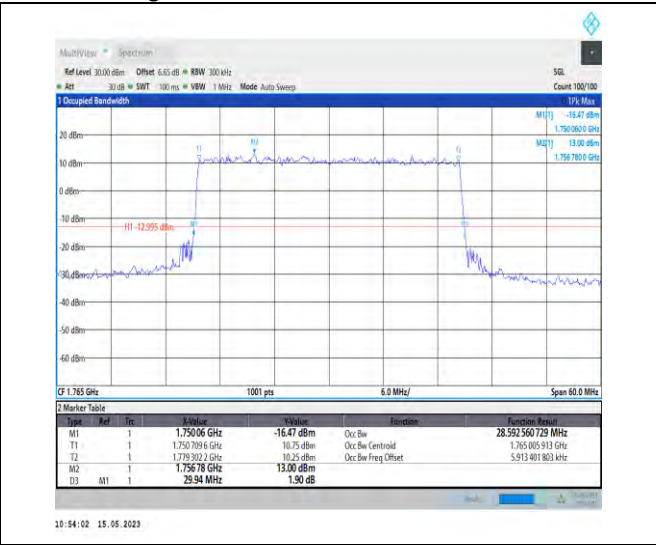 MultiView Spectrum
Ref Level 30.00 dBm Offset 6.65 dB RBW 300 kHz SGL
Att 30 dB SWT 100 ms VBW 1 MHz Mode Auto Sweep Count 100/100
1 Occupied Bandwidth 1Pk Max
M1[1] -16.47 dBm
1.750 060 0 GHz
M2[1] 13.00 dBm
1.756 780 0 GHz
20 dBm
T1 M2 T2
10 dBm
0 dBm
-10 dBm
H1 -12.995 dBm M1
-20 dBm
-30 dBm
-40 dBm
-50 dBm
-60 dBm
CF 1.765 GHz 1001 pts 6.0 MHz/ Span 60.0 MHz
2 Marker Table
Type Ref Trc X-Value Y-Value Function Function Result
M1 1 1.75006 GHz -16.47 dBm Occ Bw 28.592 560 729 MHz
T1 1 1.750 709 6 GHz 10.75 dBm Occ Bw Centroid 1.765 005 913 GHz
T2 1 1.779 302 2 GHz 10.25 dBm Occ Bw Freq Offset 5.913 401 803 kHz
M2 1 1.75678 GHz 13.00 dBm
D3 M1 1 29.94 MHz 1.90 dB
10:54:02 15.05.2023